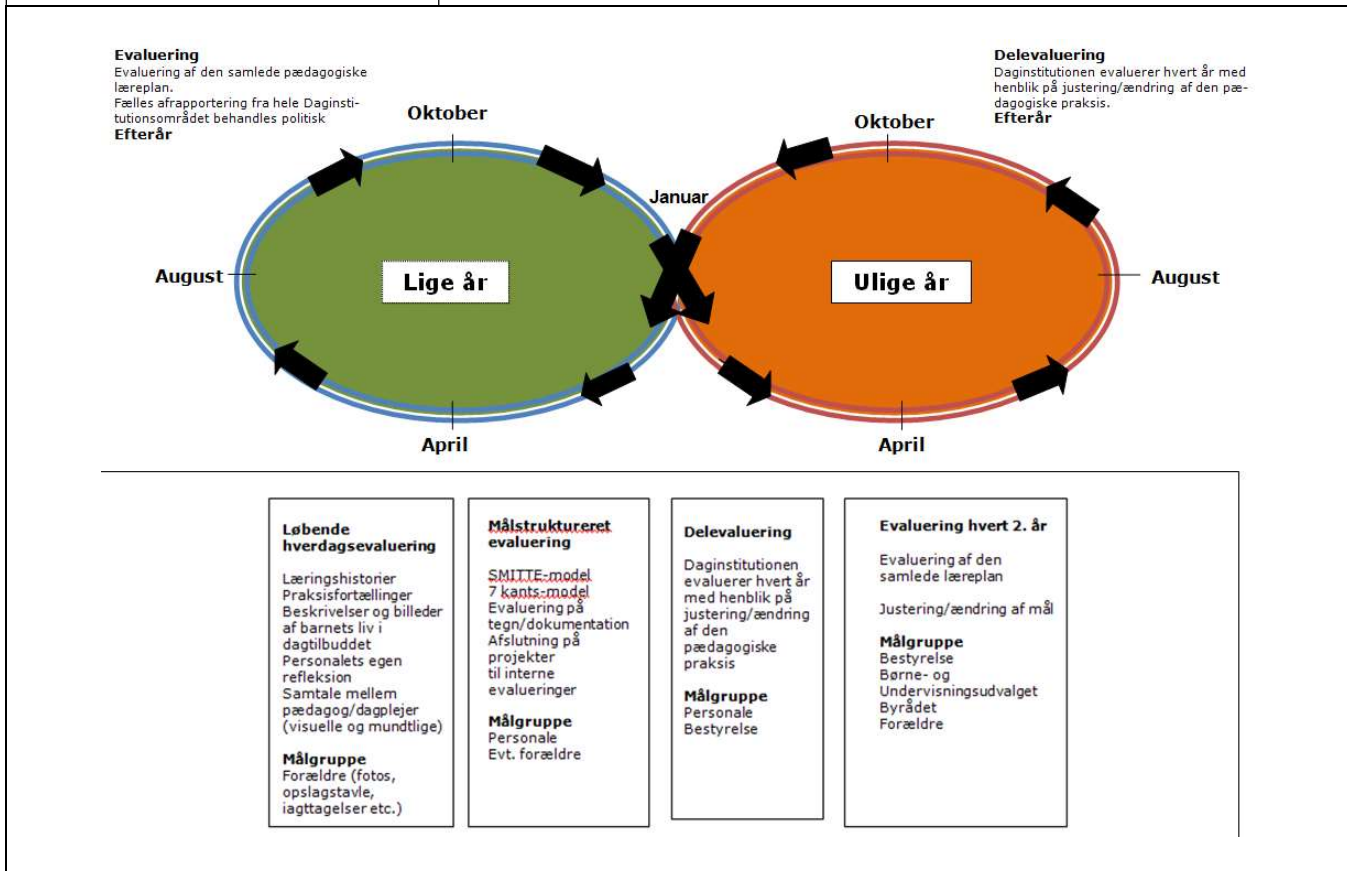 Evaluering
Evaluering af den samlede pædagogiske
læreplan.
Fælles afrapportering fra hele Daginsti-
tutionsområdet behandles politisk
Efterår
Delevaluering
Daginstitutionen evaluerer hvert år med
henblik på justering/ændring af den pæ-
dagogiske praksis.
Efterår
Oktober
Oktober
Januar
August
Lige år
Ulige år
August
April
April
Løbende
hverdagsevaluering
Læringshistorier
Praksisfortællinger
Beskrivelser og billeder
af barnets liv i
dagtilbuddet
Personalets egen
refleksion
Samtale mellem
pædagog/dagplejer
(visuelle og mundtlige)
Målgruppe
Forældre (fotos,
opslagstavle,
iagttagelser etc.)
Målstruktureret
evaluering
SMITTE-model
7 kants-model
Evaluering på
tegn/dokumentation
Afslutning på
projekter
til interne
evalueringer
Målgruppe
Personale
Evt. forældre
Delevaluering
Daginstitutionen
evaluerer hvert år
med henblik på
justering/ændring
af den
pædagogiske
praksis
Målgruppe
Personale
Bestyrelse
Evaluering hvert 2. år
Evaluering af den
samlede læreplan
Justering/ændring af mål
Målgruppe
Bestyrelse
Børne- og
Undervisningsudvalget
Byrådet
Forældre